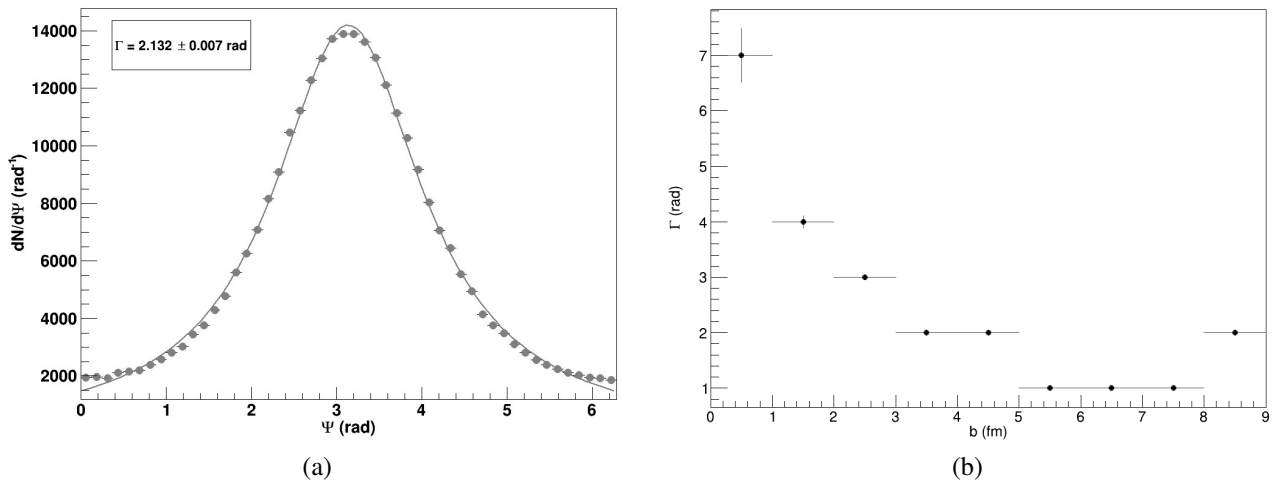 14000
12000
10000
8000
6000
4000
2000
dN/dΨ (rad⁻¹)
Γ = 2.132 ± 0.007 rad
0 1 2 3 4 5 6
Ψ (rad)
(a)
7
6
5
4
3
2
1
Γ (rad)
0 1 2 3 4 5 6 7 8 9
b (fm)
(b)